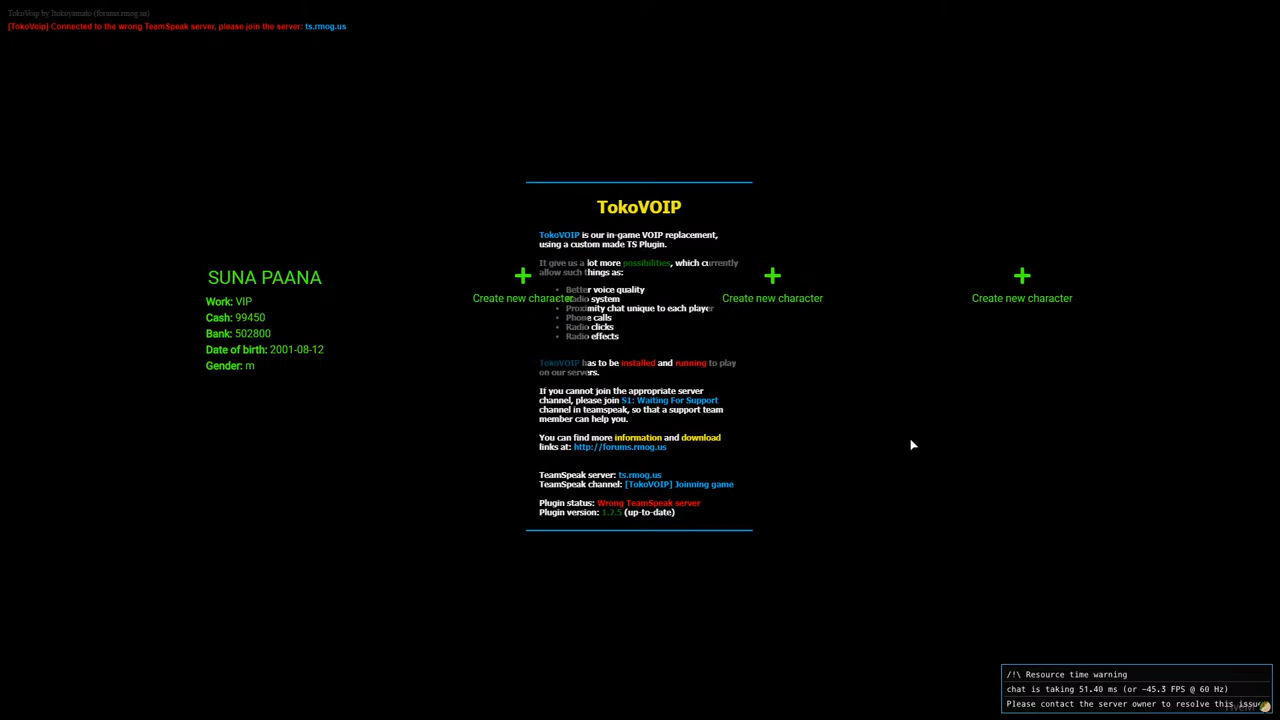 TokoVoip by Itokoyamato (forums.rmog.us)
[TokoVoip] Connected to the wrong TeamSpeak server, please join the server: ts.rmog.us
TokoVOIP
TokoVOIP is our in-game VOIP replacement,
using a custom made TS Plugin.
It give us a lot more possibilities, which currently
allow such things as:
Better voice quality
Radio system
Proximity chat unique to each player
Phone calls
Radio clicks
Radio effects
TokoVOIP has to be installed and running to play
on our servers.
If you cannot join the appropriate server
channel, please join S1: Waiting For Support
channel in teamspeak, so that a support team
member can help you.
You can find more information and download
links at: http://forums.rmog.us
TeamSpeak server: ts.rmog.us
TeamSpeak channel: [TokoVOIP] Joinning game
Plugin status: Wrong TeamSpeak server
Plugin version: 1.2.5 (up-to-date)
SUNA PAANA
Work: VIP
Cash: 99450
Bank: 502800
Date of birth: 2001-08-12
Gender: m
+
Create new character
+
Create new character
+
Create new character
/!\ Resource time warning
chat is taking 51.40 ms (or −45.3 FPS @ 60 Hz)
Please contact the server owner to resolve this issue